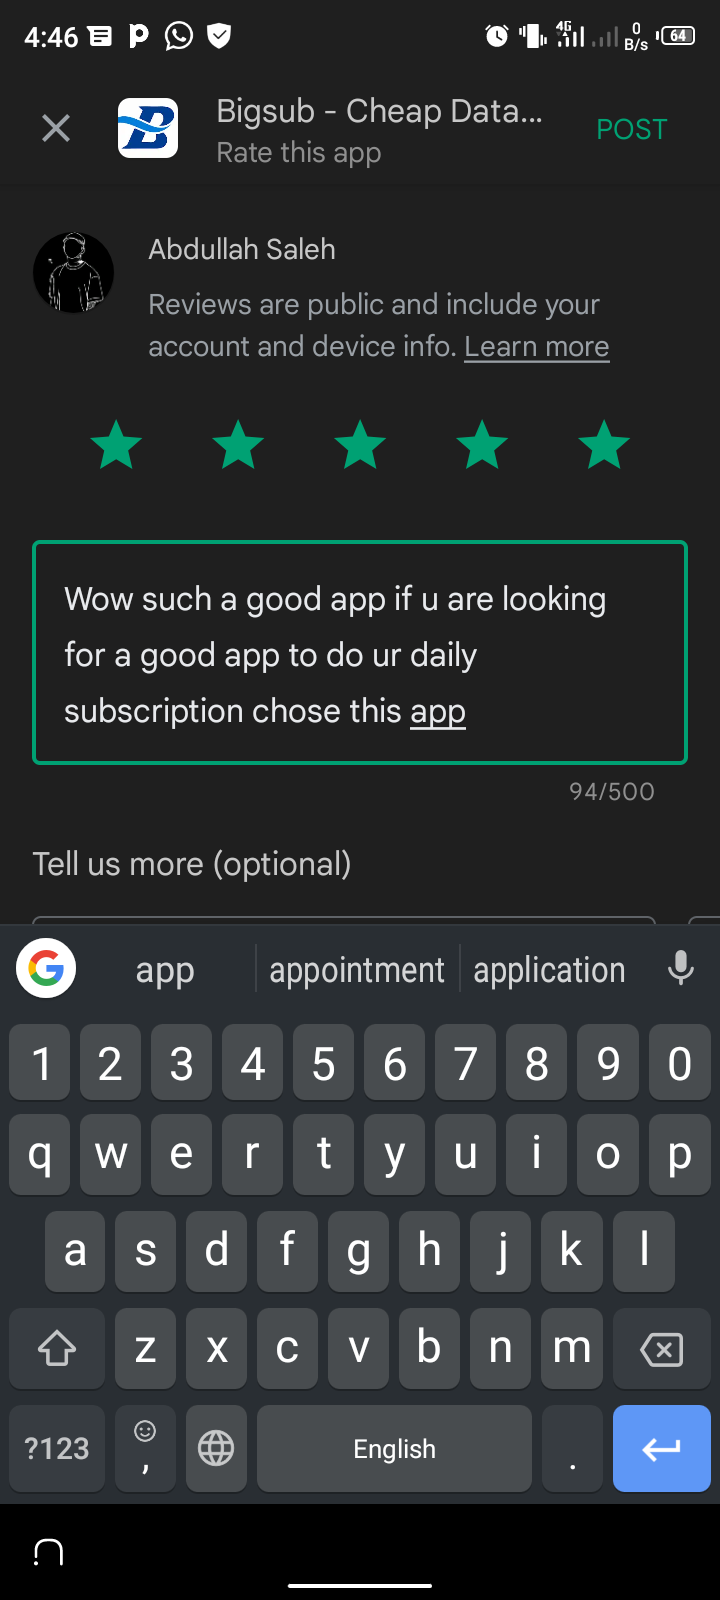 4:46
4G
0
B/s
64
Bigsub - Cheap Data...
Rate this app
POST
Abdullah Saleh
Reviews are public and include your
account and device info. Learn more
Wow such a good app if u are looking
for a good app to do ur daily
subscription chose this app
94/500
Tell us more (optional)
app
appointment
application
1 2 3 4 5 6 7 8 9 0
q w e r t y u i o p
a s d f g h j k l
z x c v b n m
?123 , English .